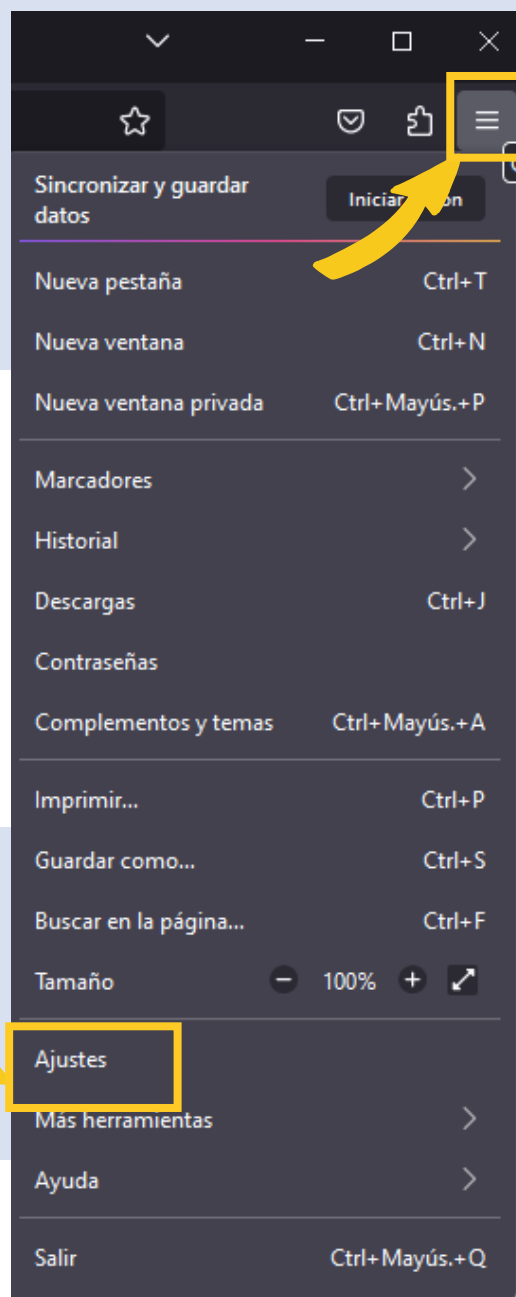 Sincronizar y guardar
datos
Nueva pestaña Ctrl+T
Nueva ventana Ctrl+N
Nueva ventana privada Ctrl+Mayús.+P
Marcadores
Historial
Descargas Ctrl+J
Contraseñas
Complementos y temas Ctrl+Mayús.+A
Imprimir... Ctrl+P
Guardar como... Ctrl+S
Buscar en la página... Ctrl+F
Tamaño 100%
Ajustes
Más herramientas
Ayuda
Salir Ctrl+Mayús.+Q